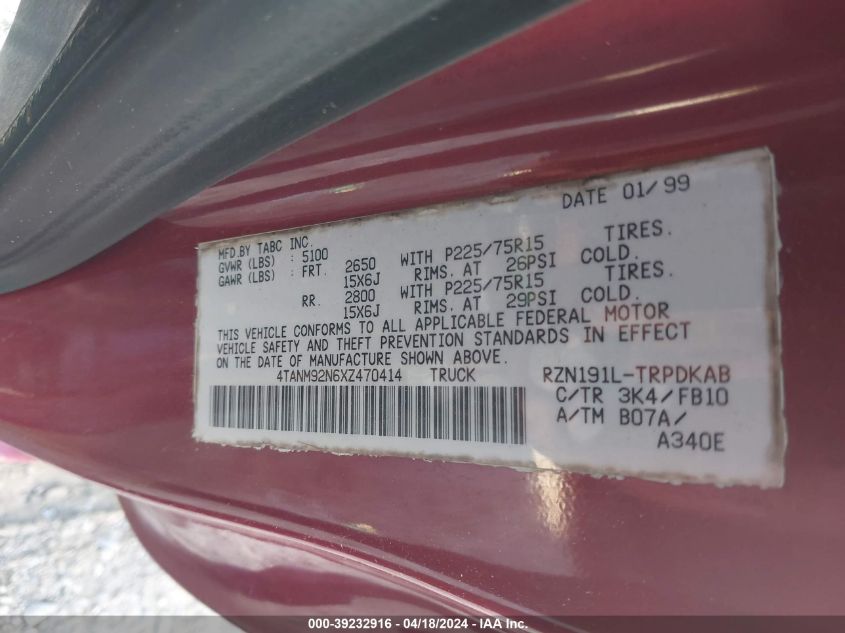 DATE 01/99
MFD.BY TABC INC.
GVWR (LBS) : 5100
GAWR (LBS) : FRT. 2650 WITH P225/75R15 TIRES.
15X6J RIMS. AT 26PSI COLD.
RR. 2800 WITH P225/75R15 TIRES.
15X6J RIMS. AT 29PSI COLD.
THIS VEHICLE CONFORMS TO ALL APPLICABLE FEDERAL MOTOR
VEHICLE SAFETY AND THEFT PREVENTION STANDARDS IN EFFECT
ON THE DATE OF MANUFACTURE SHOWN ABOVE.
4TANM92N6XZ470414 TRUCK RZN191L-TRPDKAB
C/TR 3K4/FB10
A/TM B07A/
A340E
000-39232916 - 04/18/2024 - IAA Inc.